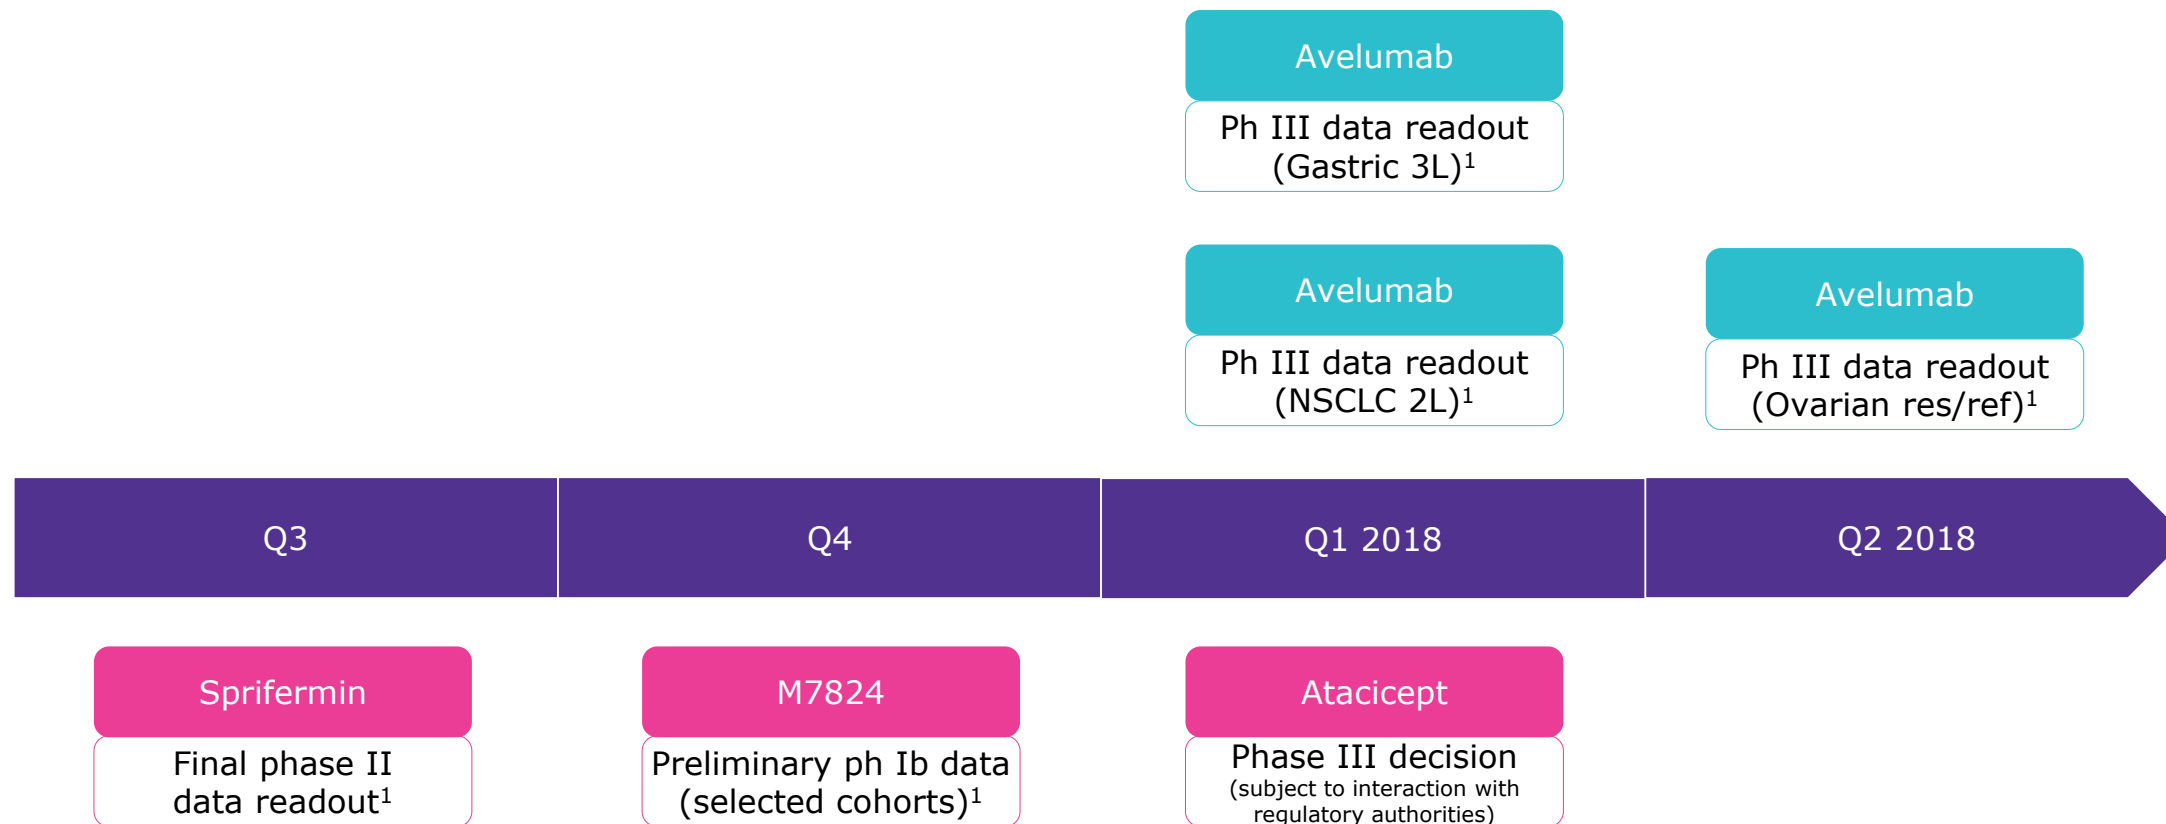 Avelumab
Ph III data readout
(Gastric 3L)¹
Avelumab
Ph III data readout
(NSCLC 2L)¹
Avelumab
Ph III data readout
(Ovarian res/ref)¹
Q3
Q4
Q1 2018
Q2 2018
Sprifermin
Final phase II
data readout¹
M7824
Preliminary ph Ib data
(selected cohorts)¹
Atacicept
Phase III decision
(subject to interaction with
regulatory authorities)